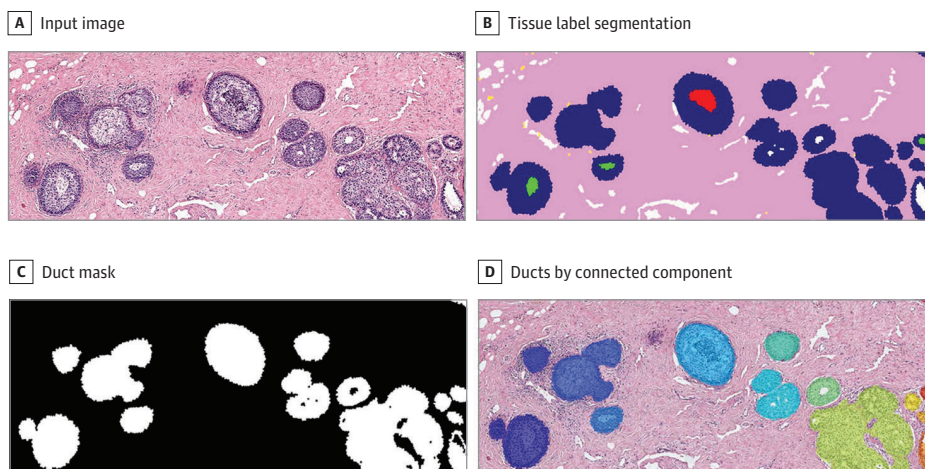 A Input image
B Tissue label segmentation
C Duct mask
D Ducts by connected component